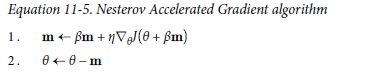 Equation 11-5. Nesterov Accelerated Gradient algorithm
1. m ← βm + η∇θJ(θ + βm)
2. θ ← θ − m